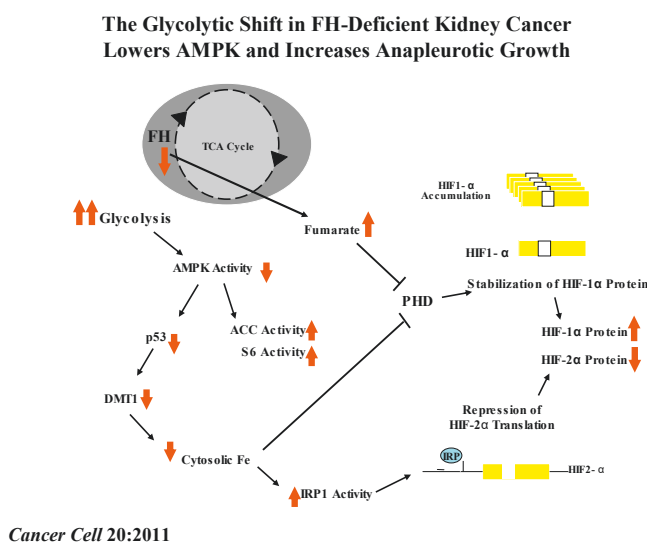 The Glycolytic Shift in FH-Deficient Kidney Cancer
Lowers AMPK and Increases Anapleurotic Growth
FH
TCA Cycle
Glycolysis
Fumarate
HIF1- α
Accumulation
HIF1- α
AMPK Activity
PHD
Stabilization of HIF-1α Protein
p53
ACC Activity
S6 Activity
HIF-1α Protein
HIF-2α Protein
DMT1
Repression of
HIF-2α Translation
Cytosolic Fe
IRP
HIF2- α
IRP1 Activity
Cancer Cell 20:2011